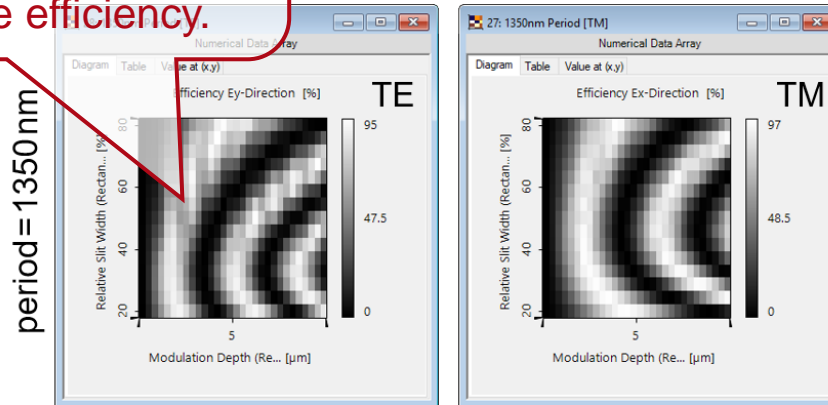 e efficiency.
Numerical Data Array
Diagram Table Value at (x,y)
Efficiency Ey-Direction [%]
TE
95
47.5
0
80
60
40
20
Relative Slit Width (Rectan... [%]
5
Modulation Depth (Re... [µm]
period = 1350 nm
27: 1350nm Period [TM]
Numerical Data Array
Diagram Table Value at (x,y)
Efficiency Ex-Direction [%]
TM
97
48.5
0
80
60
40
20
Relative Slit Width (Rectan... [%]
5
Modulation Depth (Re... [µm]